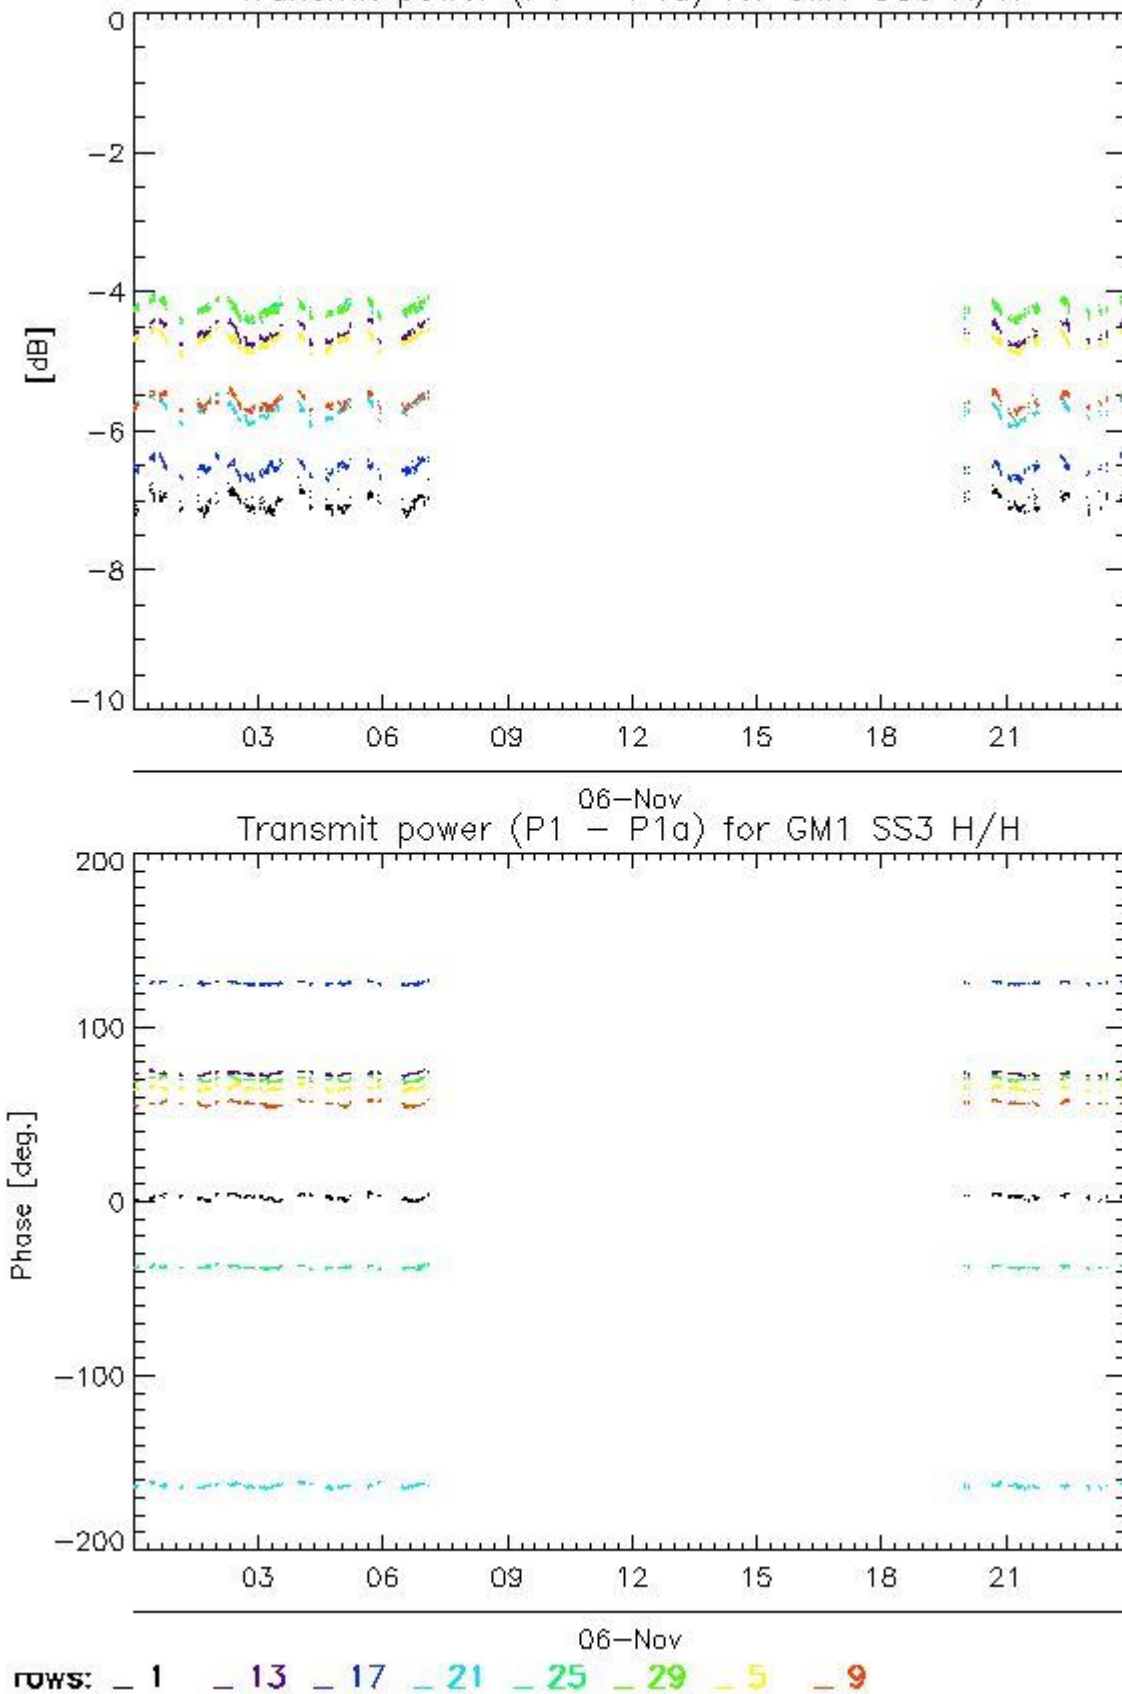 0
-2
-4
[dB]
-6
-8
-10
03 06 09 12 15 18 21
06-Nov
Transmit power (P1 - P1a) for GM1 SS3 H/H
200
100
Phase [deg.]
0
-100
-200
03 06 09 12 15 18 21
06-Nov
rows: _ 1 _ 13 _ 17 _ 21 _ 25 _ 29 _ 5 _ 9